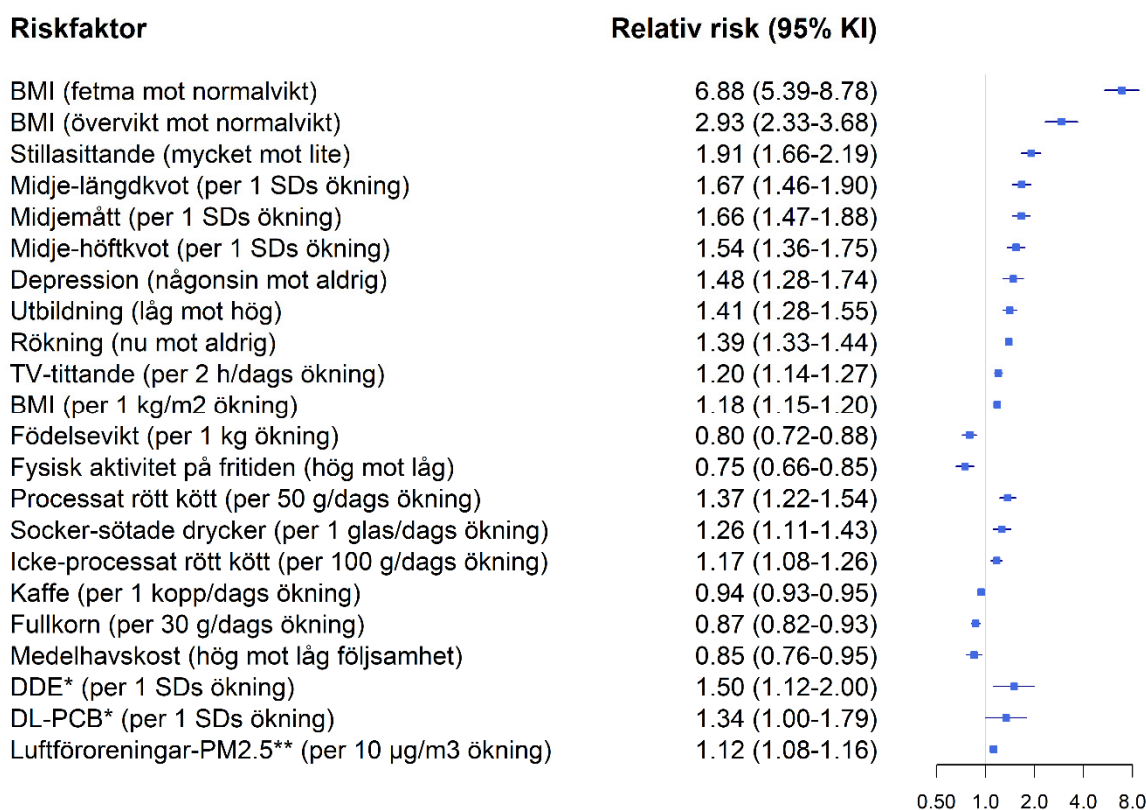 Riskfaktor Relativ risk (95% KI)
BMI (fetma mot normalvikt) 6.88 (5.39-8.78)
BMI (övervikt mot normalvikt) 2.93 (2.33-3.68)
Stillasittande (mycket mot lite) 1.91 (1.66-2.19)
Midje-längdkvot (per 1 SDs ökning) 1.67 (1.46-1.90)
Midjemått (per 1 SDs ökning) 1.66 (1.47-1.88)
Midje-höftkvot (per 1 SDs ökning) 1.54 (1.36-1.75)
Depression (någonsin mot aldrig) 1.48 (1.28-1.74)
Utbildning (låg mot hög) 1.41 (1.28-1.55)
Rökning (nu mot aldrig) 1.39 (1.33-1.44)
TV-tittande (per 2 h/dags ökning) 1.20 (1.14-1.27)
BMI (per 1 kg/m2 ökning) 1.18 (1.15-1.20)
Födelsevikt (per 1 kg ökning) 0.80 (0.72-0.88)
Fysisk aktivitet på fritiden (hög mot låg) 0.75 (0.66-0.85)
Processat rött kött (per 50 g/dags ökning) 1.37 (1.22-1.54)
Socker-sötade drycker (per 1 glas/dags ökning) 1.26 (1.11-1.43)
Icke-processat rött kött (per 100 g/dags ökning) 1.17 (1.08-1.26)
Kaffe (per 1 kopp/dags ökning) 0.94 (0.93-0.95)
Fullkorn (per 30 g/dags ökning) 0.87 (0.82-0.93)
Medelhavskost (hög mot låg följsamhet) 0.85 (0.76-0.95)
DDE* (per 1 SDs ökning) 1.50 (1.12-2.00)
DL-PCB* (per 1 SDs ökning) 1.34 (1.00-1.79)
Luftföroreningar-PM2.5** (per 10 µg/m3 ökning) 1.12 (1.08-1.16)
0.50 1.0 2.0 4.0 8.0